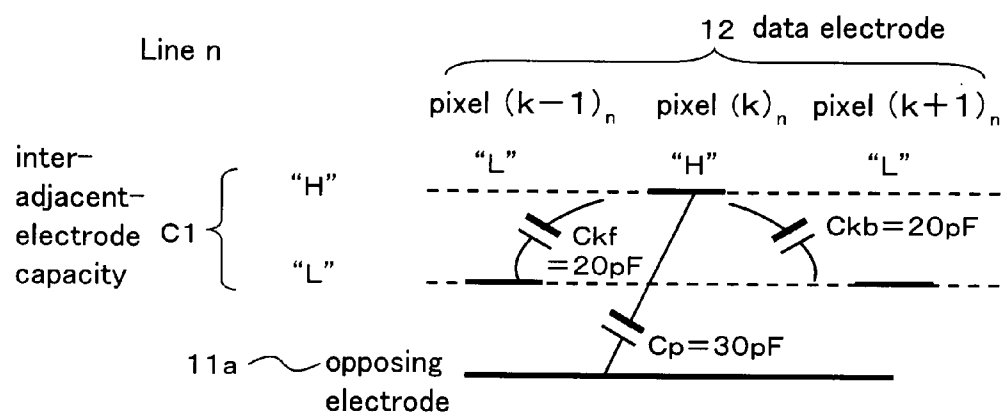 12 data electrode
Line n
pixel (k−1)n pixel (k)n pixel (k+1)n
“L” “H” “L”
inter-
adjacent-
electrode
capacity
C1
“H”
“L”
Ckf
=20pF
Ckb=20pF
Cp=30pF
11a opposing
electrode